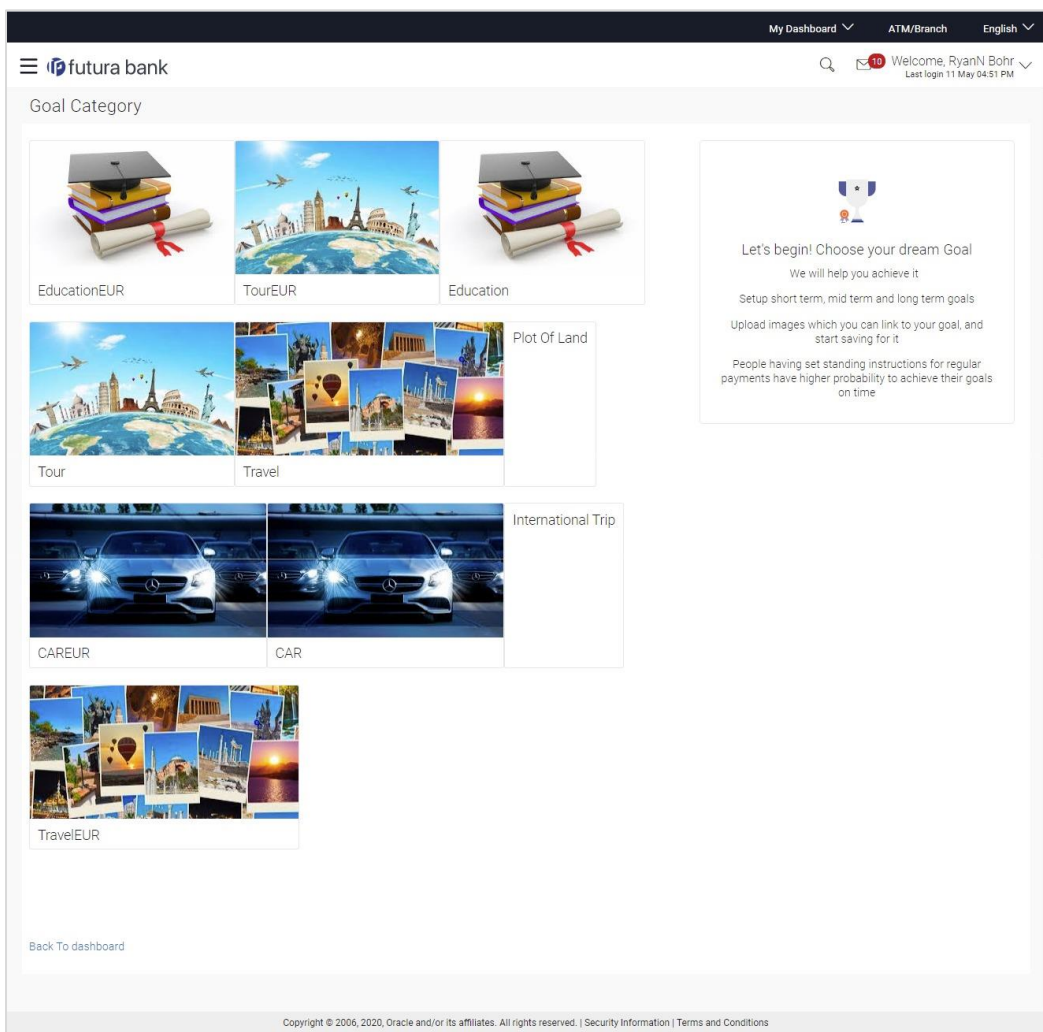 My Dashboard ATM/Branch English
futura bank
10
Welcome, RyanN Bohr
Last login 11 May 04:51 PM
Goal Category
EducationEUR
TourEUR
Education
Let's begin! Choose your dream Goal
We will help you achieve it
Setup short term, mid term and long term goals
Upload images which you can link to your goal, and
start saving for it
People having set standing instructions for regular
payments have higher probability to achieve their goals
on time
Tour
Travel
Plot Of Land
CAREUR
CAR
International Trip
TravelEUR
Back To dashboard
Copyright © 2006, 2020, Oracle and/or its affiliates. All rights reserved. | Security Information | Terms and Conditions